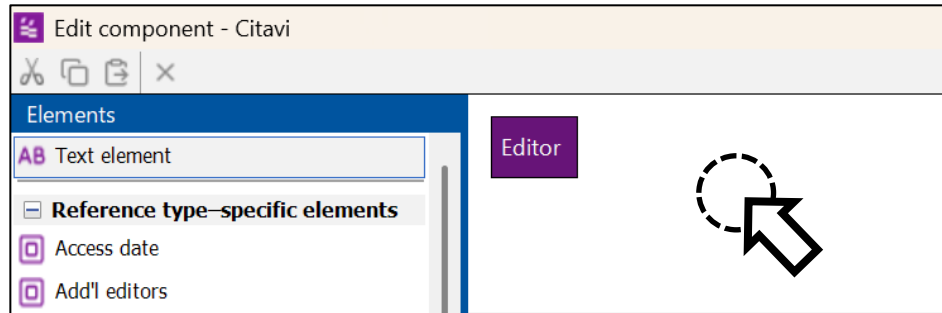 Edit component - Citavi
Elements
AB Text element
Editor
Reference type–specific elements
Access date
Add'l editors